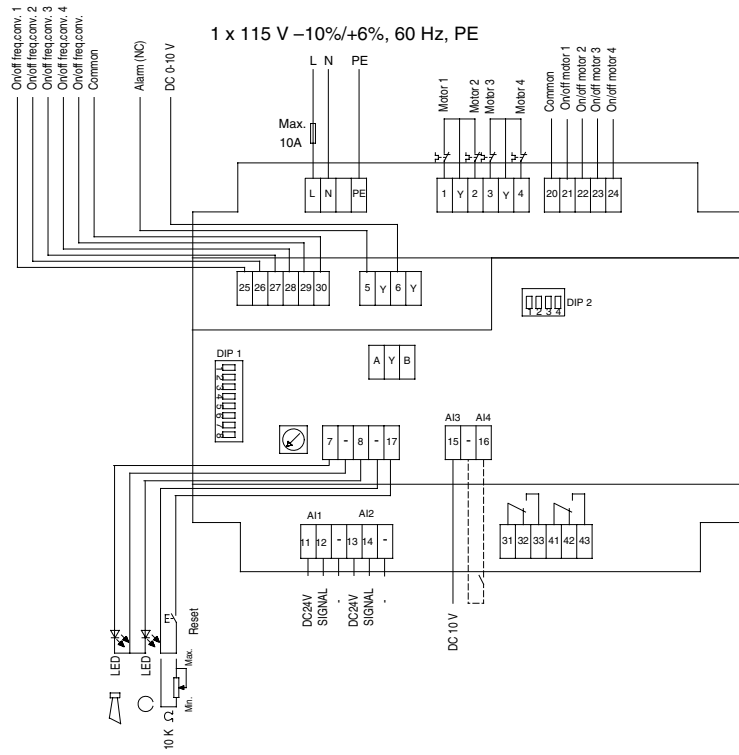 1 x 115 V –10%/+6%, 60 Hz, PE
On/off freq.conv. 1
On/off freq.conv. 2
On/off freq.conv. 3
On/off freq.conv. 4
On/off freq.conv.
Common
Alarm (NC)
DC 0-10 V
L N PE
Max.
10A
Motor 1
Motor 2
Motor 3
Motor 4
Common
On/off motor 1
On/off motor 2
On/off motor 3
On/off motor 4
L N PE
1 Y 2 3 Y 4
20 21 22 23 24
25 26 27 28 29 30
5 Y 6 Y
1 2 3 4
DIP 2
DIP 1
1
2
3
4
5
6
7
8
A Y B
7 - 8 - 17
AI3 AI4
15 - 16
AI1 AI2
11 12 - 13 14 -
31 32 33 41 42 43
DC24V
SIGNAL
-
DC24V
SIGNAL
-
DC 10 V
E
Reset
LED
LED
Max.
Min.
10 K Ω